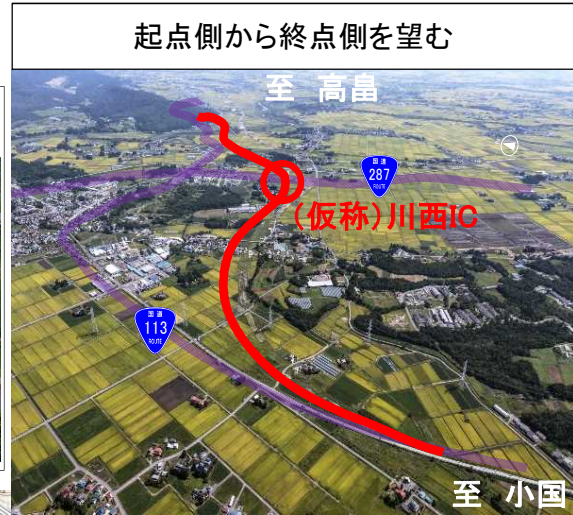 起点側から終点側を望む
至 高畠
国道
287
ROUTE
(仮称)川西IC
国道
113
ROUTE
至 小国